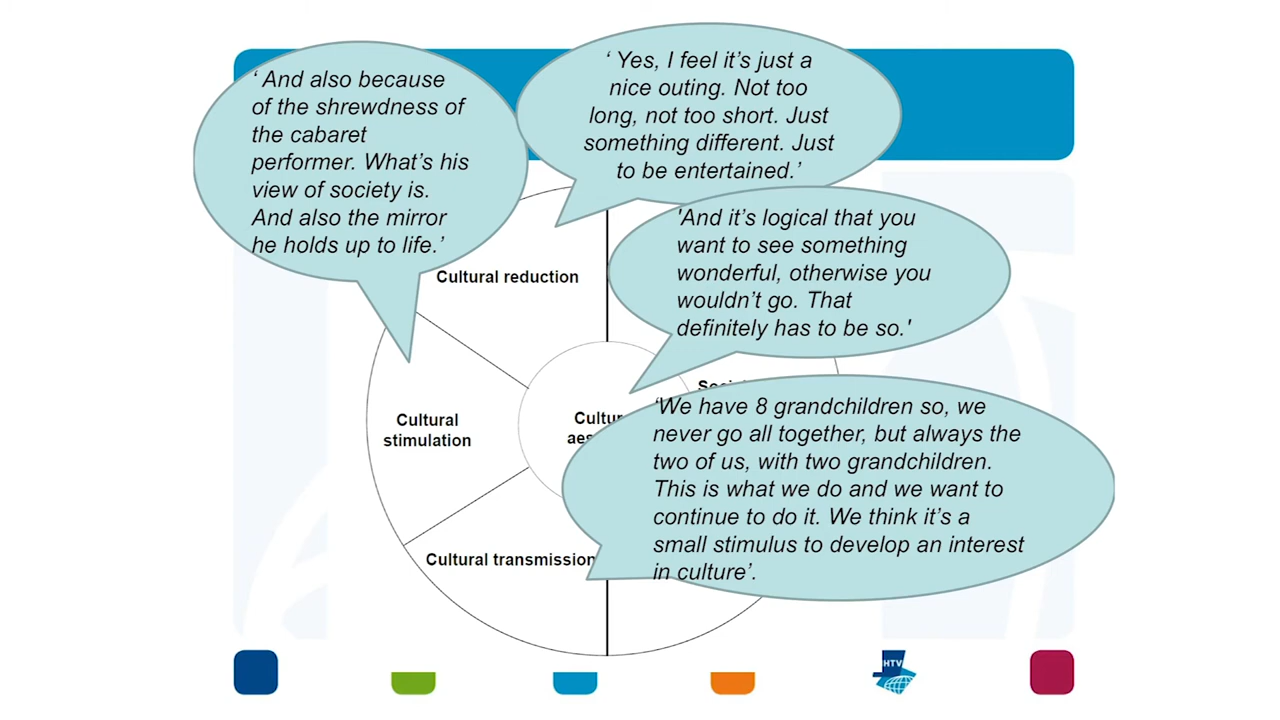 ‘ And also because
of the shrewdness of
the cabaret
performer. What’s his
view of society is.
And also the mirror
he holds up to life.’
‘ Yes, I feel it’s just a
nice outing. Not too
long, not too short. Just
something different. Just
to be entertained.’
'And it’s logical that you
want to see something
wonderful, otherwise you
wouldn’t go. That
definitely has to be so.'
‘We have 8 grandchildren so, we
never go all together, but always the
two of us, with two grandchildren.
This is what we do and we want to
continue to do it. We think it’s a
small stimulus to develop an interest
in culture’.
Cultural reduction
Cultural
stimulation
Cultural transmission
NHTV